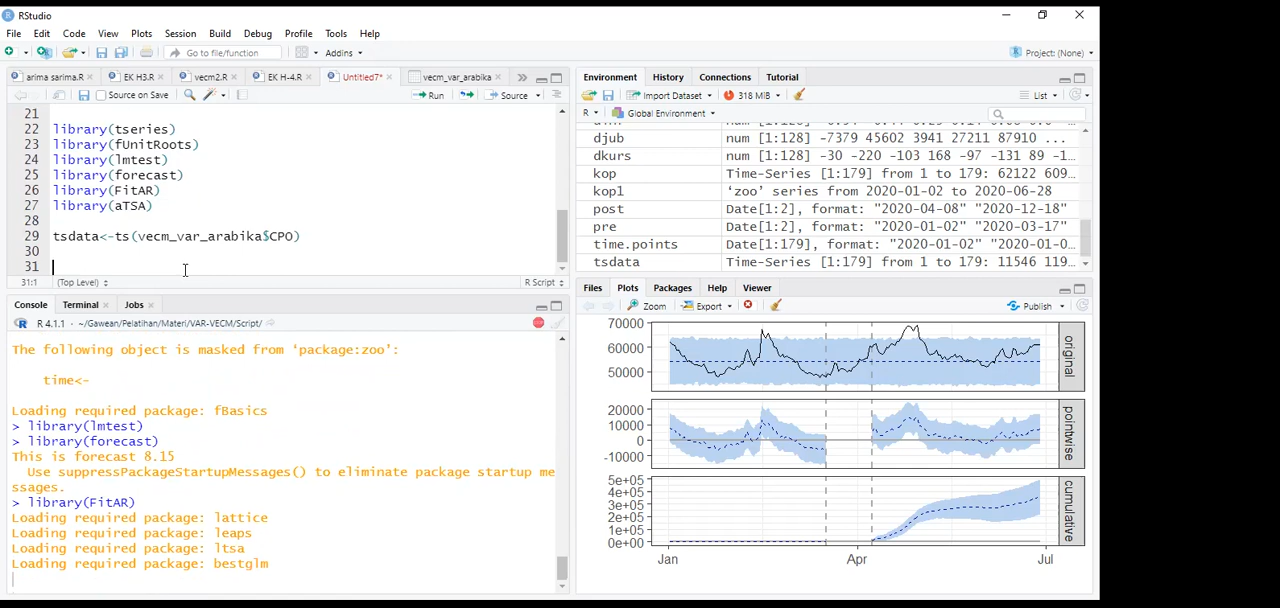 RStudio
File Edit Code View Plots Session Build Debug Profile Tools Help
Go to file/function Addins Project: (None)
arima sarima.R EK H3.R vecm2.R EK H-4.R Untitled7* vecm_var_arabika
Source on Save Run Source
21
22 library(tseries)
23 library(fUnitRoots)
24 library(lmtest)
25 library(forecast)
26 library(FitAR)
27 library(aTSA)
28
29 tsdata<-ts(vecm_var_arabika$CPO)
30
31
31:1 (Top Level) R Script
Console Terminal Jobs
R 4.1.1 · ~/Gawean/Pelatihan/Materi/VAR-VECM/Script/
The following object is masked from ‘package:zoo’:
time<-
Loading required package: fBasics
> library(lmtest)
> library(forecast)
This is forecast 8.15
Use suppressPackageStartupMessages() to eliminate package startup me
ssages.
> library(FitAR)
Loading required package: lattice
Loading required package: leaps
Loading required package: ltsa
Loading required package: bestglm
Environment History Connections Tutorial
Import Dataset 318 MiB List
R Global Environment
djub num [1:128] -7379 45602 3941 27211 87910 ...
dkurs num [1:128] -30 -220 -103 168 -97 -131 89 -1…
kop Time-Series [1:179] from 1 to 179: 62122 609…
kop1 ‘zoo’ series from 2020-01-02 to 2020-06-28
post Date[1:2], format: "2020-04-08" "2020-12-18"
pre Date[1:2], format: "2020-01-02" "2020-03-17"
time.points Date[1:179], format: "2020-01-02" "2020-01-0…
tsdata Time-Series [1:179] from 1 to 179: 11546 119…
Files Plots Packages Help Viewer
Zoom Export Publish
70000
60000
50000
original
20000
10000
0
-10000
pointwise
5e+05
4e+05
3e+05
2e+05
1e+05
0e+00
cumulative
Jan Apr Jul